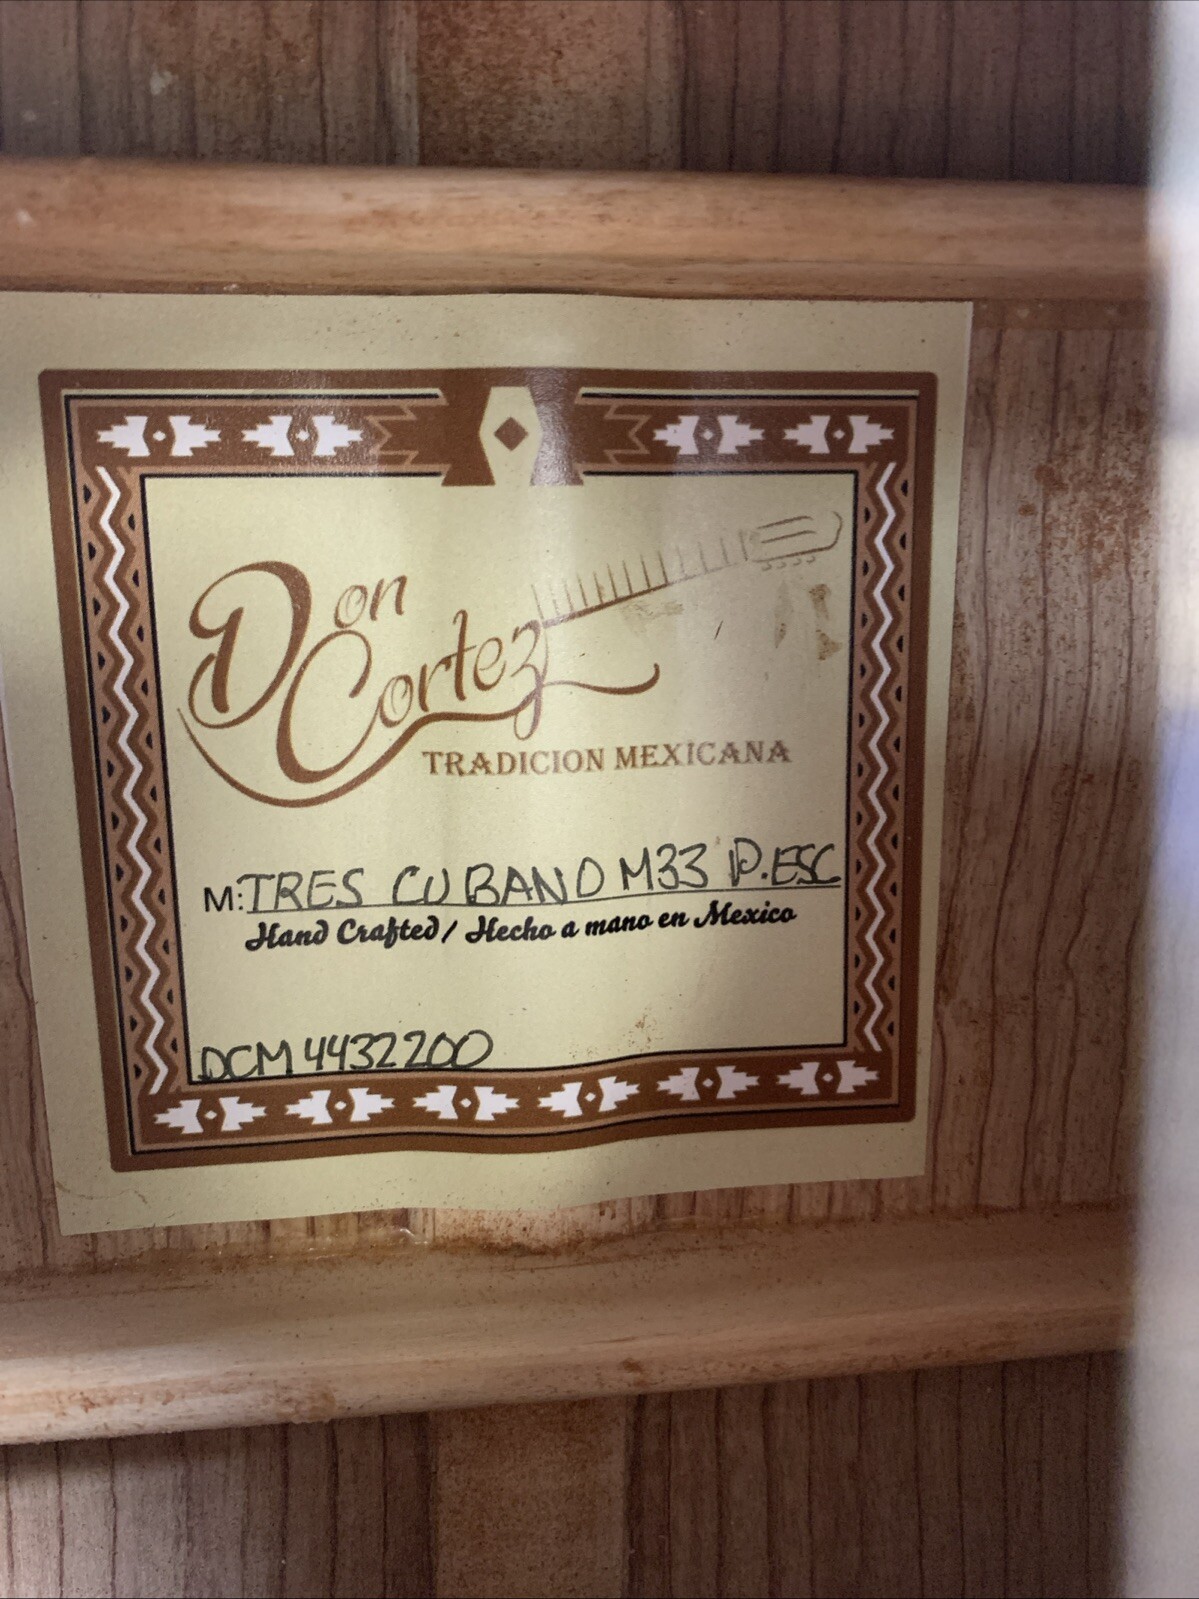 Don
Cortez
TRADICION MEXICANA
M: TRES CUBANO M33 P.ESC
Hand Crafted / Hecho a mano en Mexico
DCM 4432200